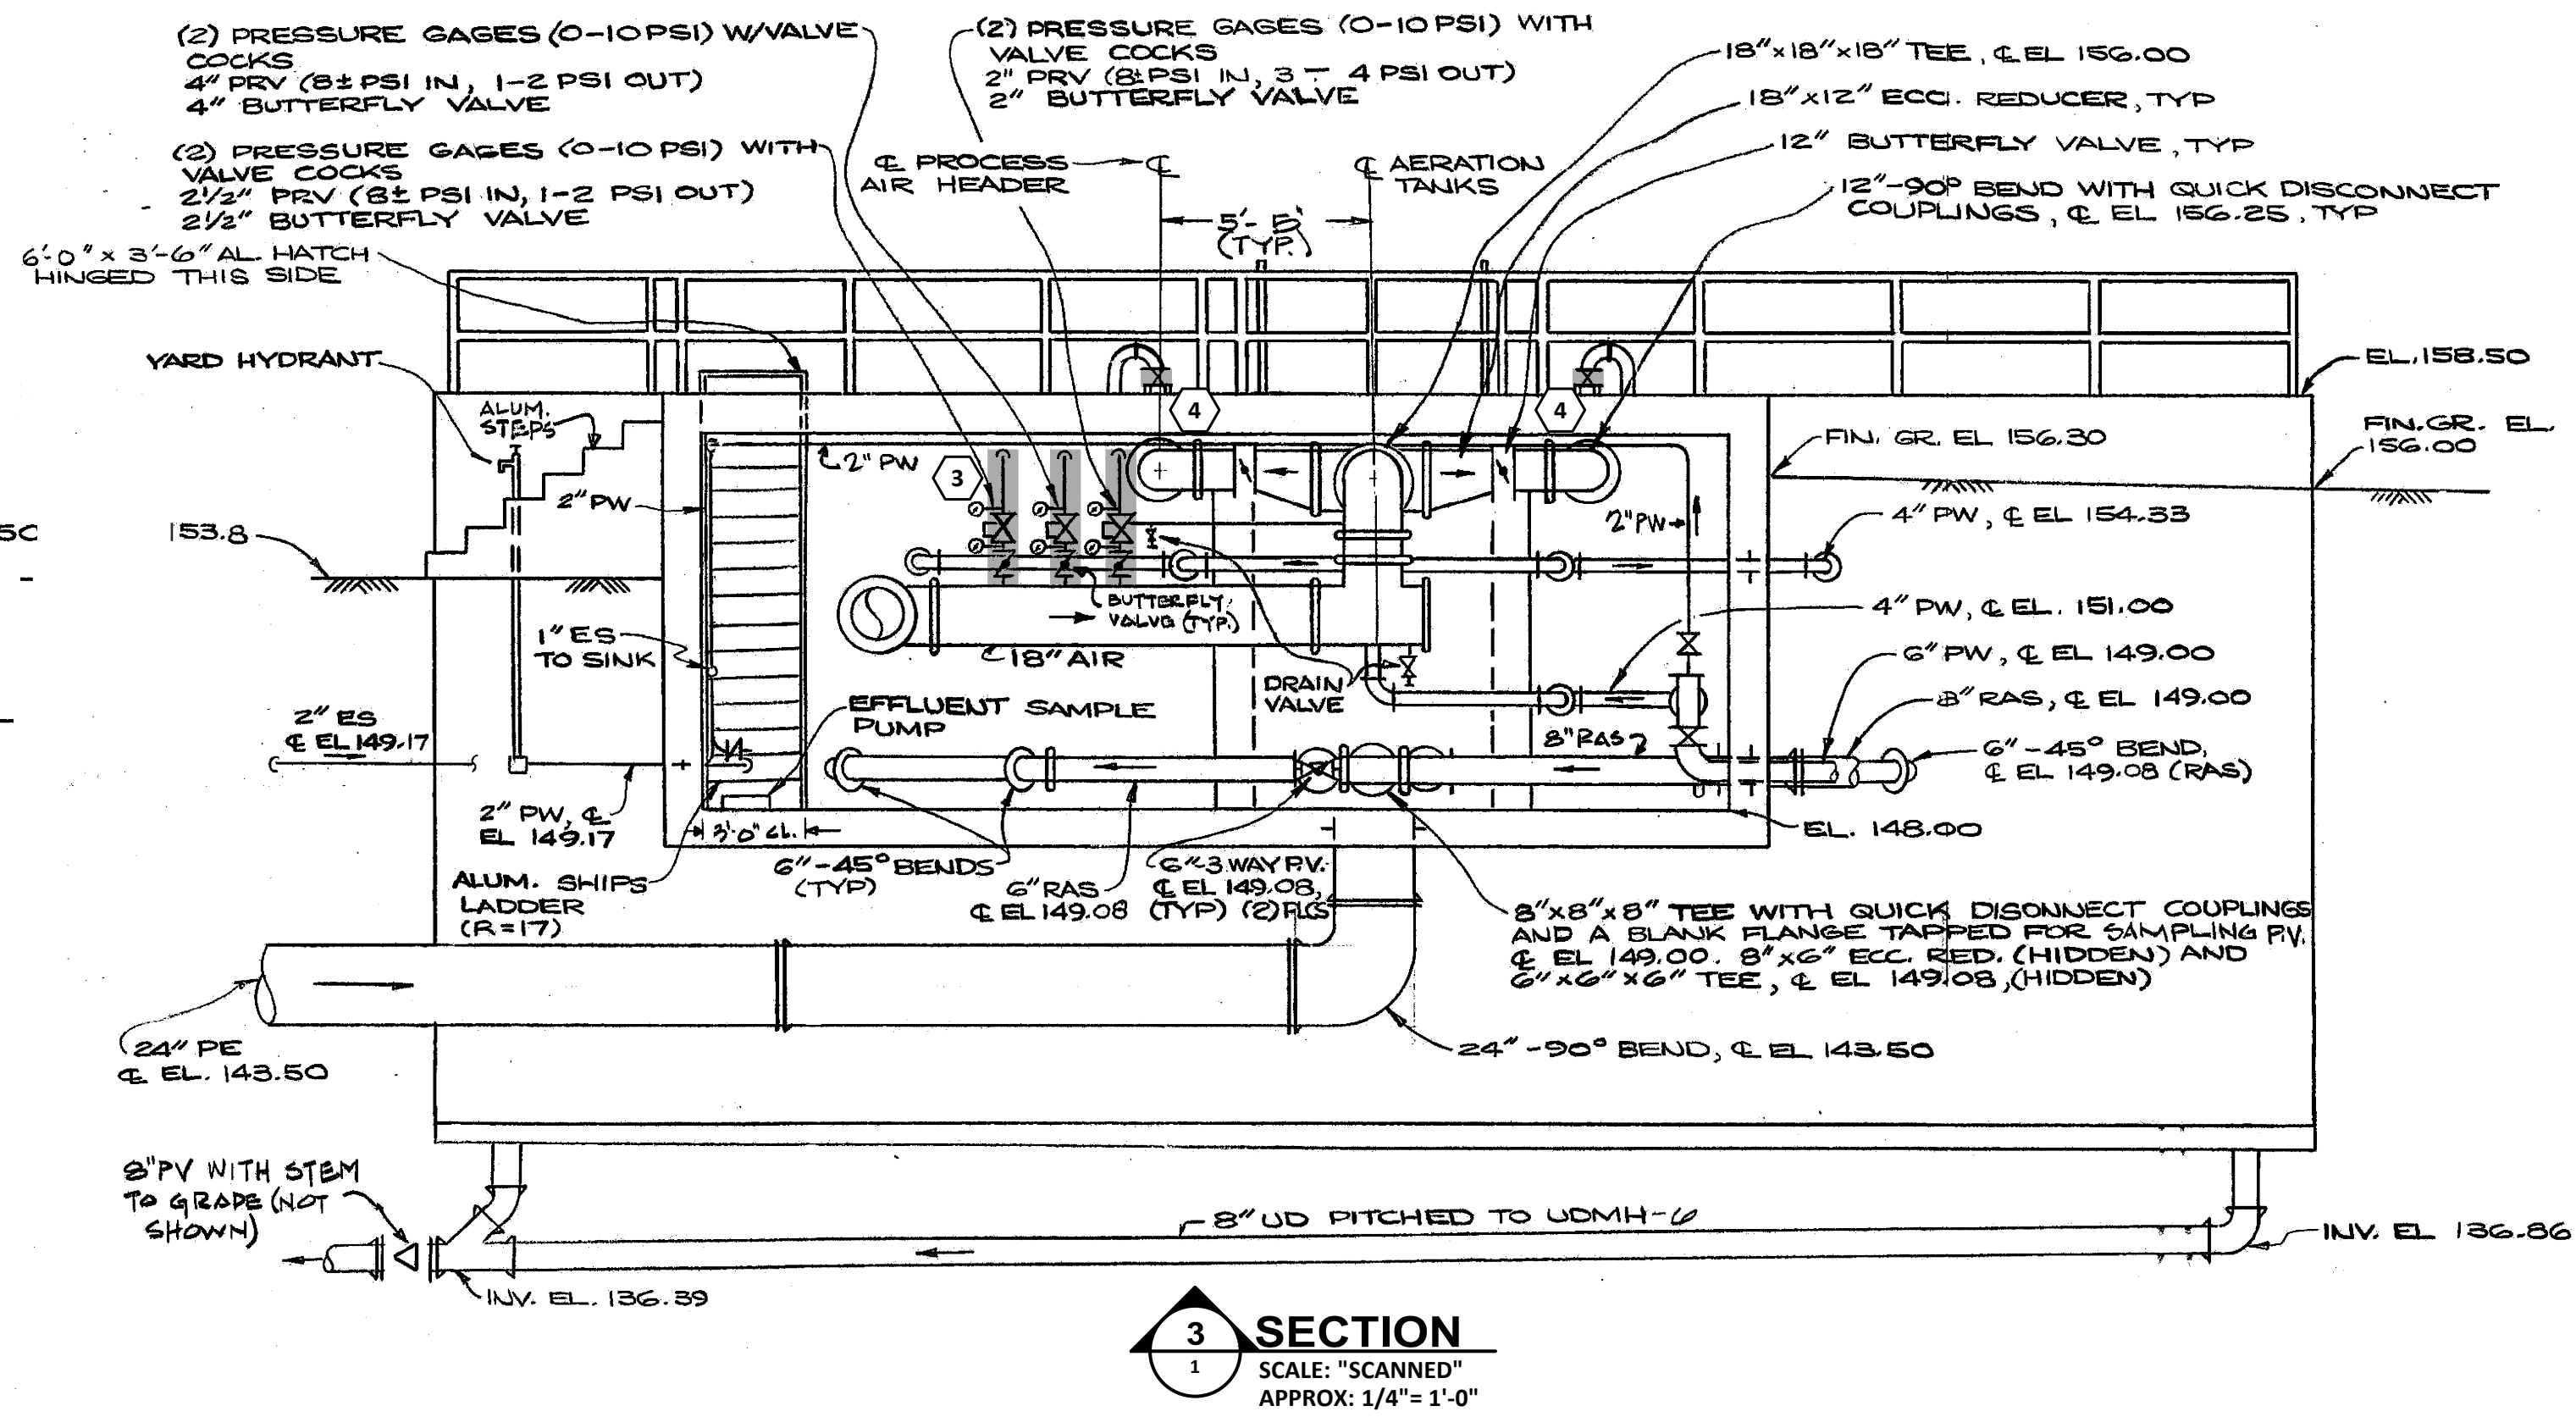 (2) PRESSURE GAGES (0-10 PSI) W/VALVE
COCKS
4" PRV (8± PSI IN, 1-2 PSI OUT)
4" BUTTERFLY VALVE
(2) PRESSURE GAGES (0-10 PSI) WITH
VALVE COCKS
2" PRV (8± PSI IN, 3 - 4 PSI OUT)
2" BUTTERFLY VALVE
18"x18"x18" TEE, ℄ EL 156.00
18"x12" ECC. REDUCER, TYP
12" BUTTERFLY VALVE, TYP
12"-90° BEND WITH QUICK DISCONNECT
COUPLINGS, ℄ EL 156.25, TYP
(2) PRESSURE GAGES (0-10 PSI) WITH
VALVE COCKS
2½" PRV (8± PSI IN, 1-2 PSI OUT)
2½" BUTTERFLY VALVE
℄ PROCESS
AIR HEADER
℄
℄ AERATION
TANKS
5'-5"
(TYP.)
6'-0" x 3'-6" AL. HATCH
HINGED THIS SIDE
YARD HYDRANT
ALUM.
STEPS
EL. 158.50
FIN. GR. EL.
156.00
FIN. GR. EL 156.30
4
4
3
2" PW
2" PW
2" PW
5C
153.8
4" PW, ℄ EL 154.33
BUTTERFLY
VALVE (TYP.)
4" PW, ℄ EL. 151.00
1" ES
TO SINK
18" AIR
DRAIN
VALVE
6" PW, ℄ EL 149.00
8" RAS, ℄ EL 149.00
EFFLUENT SAMPLE
PUMP
2" ES
℄ EL 149.17
8" RAS
6"-45° BEND,
℄ EL 149.08 (RAS)
2" PW, ℄
EL 149.17
3'-0" CL.
EL. 148.00
ALUM. SHIPS
LADDER
(R=17)
6"-45° BENDS
(TYP)
6" RAS
℄ EL 149.08
6"-3 WAY P.V.
℄ EL 149.08,
(TYP) (2) PLCS
8"x8"x8" TEE WITH QUICK DISONNECT COUPLINGS
AND A BLANK FLANGE TAPPED FOR SAMPLING P.V.
℄ EL 149.00. 8"x6" ECC. RED. (HIDDEN) AND
6"x6"x6" TEE, ℄ EL 149.08, (HIDDEN)
24" PE
℄ EL. 143.50
24"-90° BEND, ℄ EL 143.50
8" PV WITH STEM
TO GRADE (NOT
SHOWN)
8" UD PITCHED TO UDMH-6
INV. EL 136.86
INV. EL. 136.39
3
1
SECTION
SCALE: "SCANNED"
APPROX: 1/4"= 1'-0"